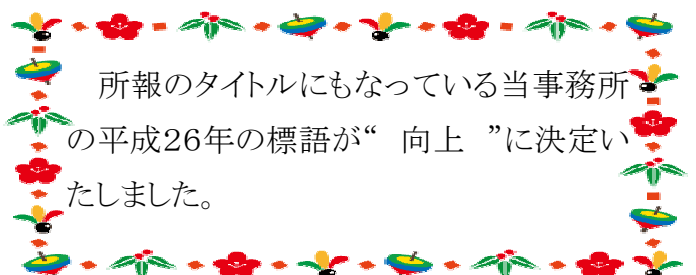 所報のタイトルにもなっている当事務所
の平成26年の標語が“　向上　”に決定い
たしました。